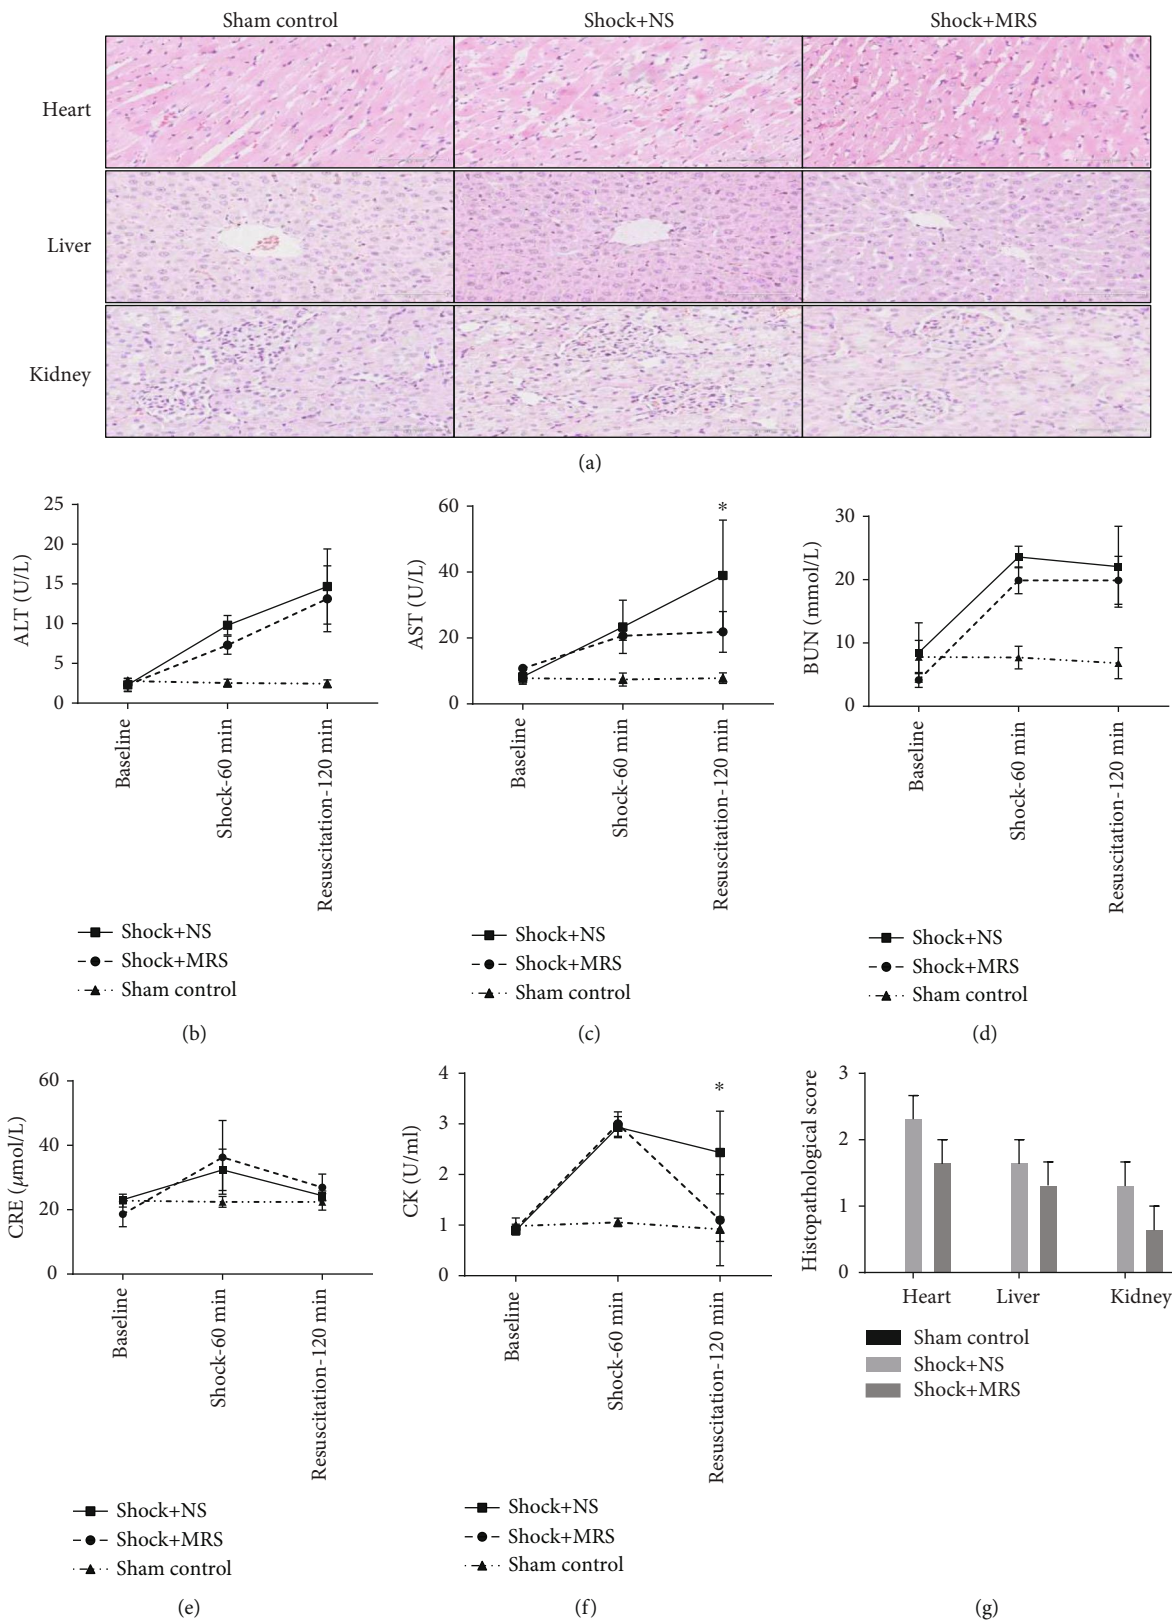 Sham control Shock+NS Shock+MRS
Heart
Liver
Kidney
(a)
25
20
15
10
5
0
ALT (U/L)
Baseline
Shock-60 min
Resuscitation-120 min
Shock+NS
Shock+MRS
Sham control
(b)
60
40
20
0
AST (U/L)
*
Baseline
Shock-60 min
Resuscitation-120 min
Shock+NS
Shock+MRS
Sham control
(c)
30
20
10
0
BUN (mmol/L)
Baseline
Shock-60 min
Resuscitation-120 min
Shock+NS
Shock+MRS
Sham control
(d)
60
40
20
0
CRE (μmol/L)
Baseline
Shock-60 min
Resuscitation-120 min
Shock+NS
Shock+MRS
Sham control
(e)
4
3
2
1
0
CK (U/ml)
*
Baseline
Shock-60 min
Resuscitation-120 min
Shock+NS
Shock+MRS
Sham control
(f)
3
2
1
0
Histopathological score
Heart Liver Kidney
Sham control
Shock+NS
Shock+MRS
(g)